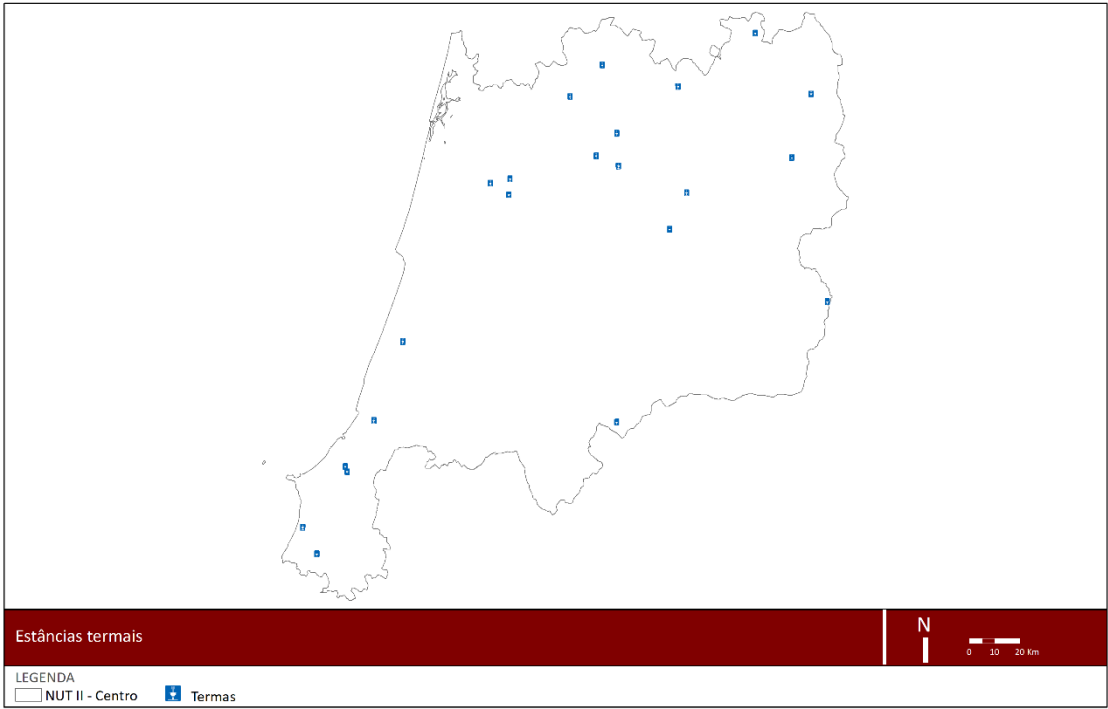 Estâncias termais
N
0 10 20 Km
LEGENDA
NUT II - Centro Termas